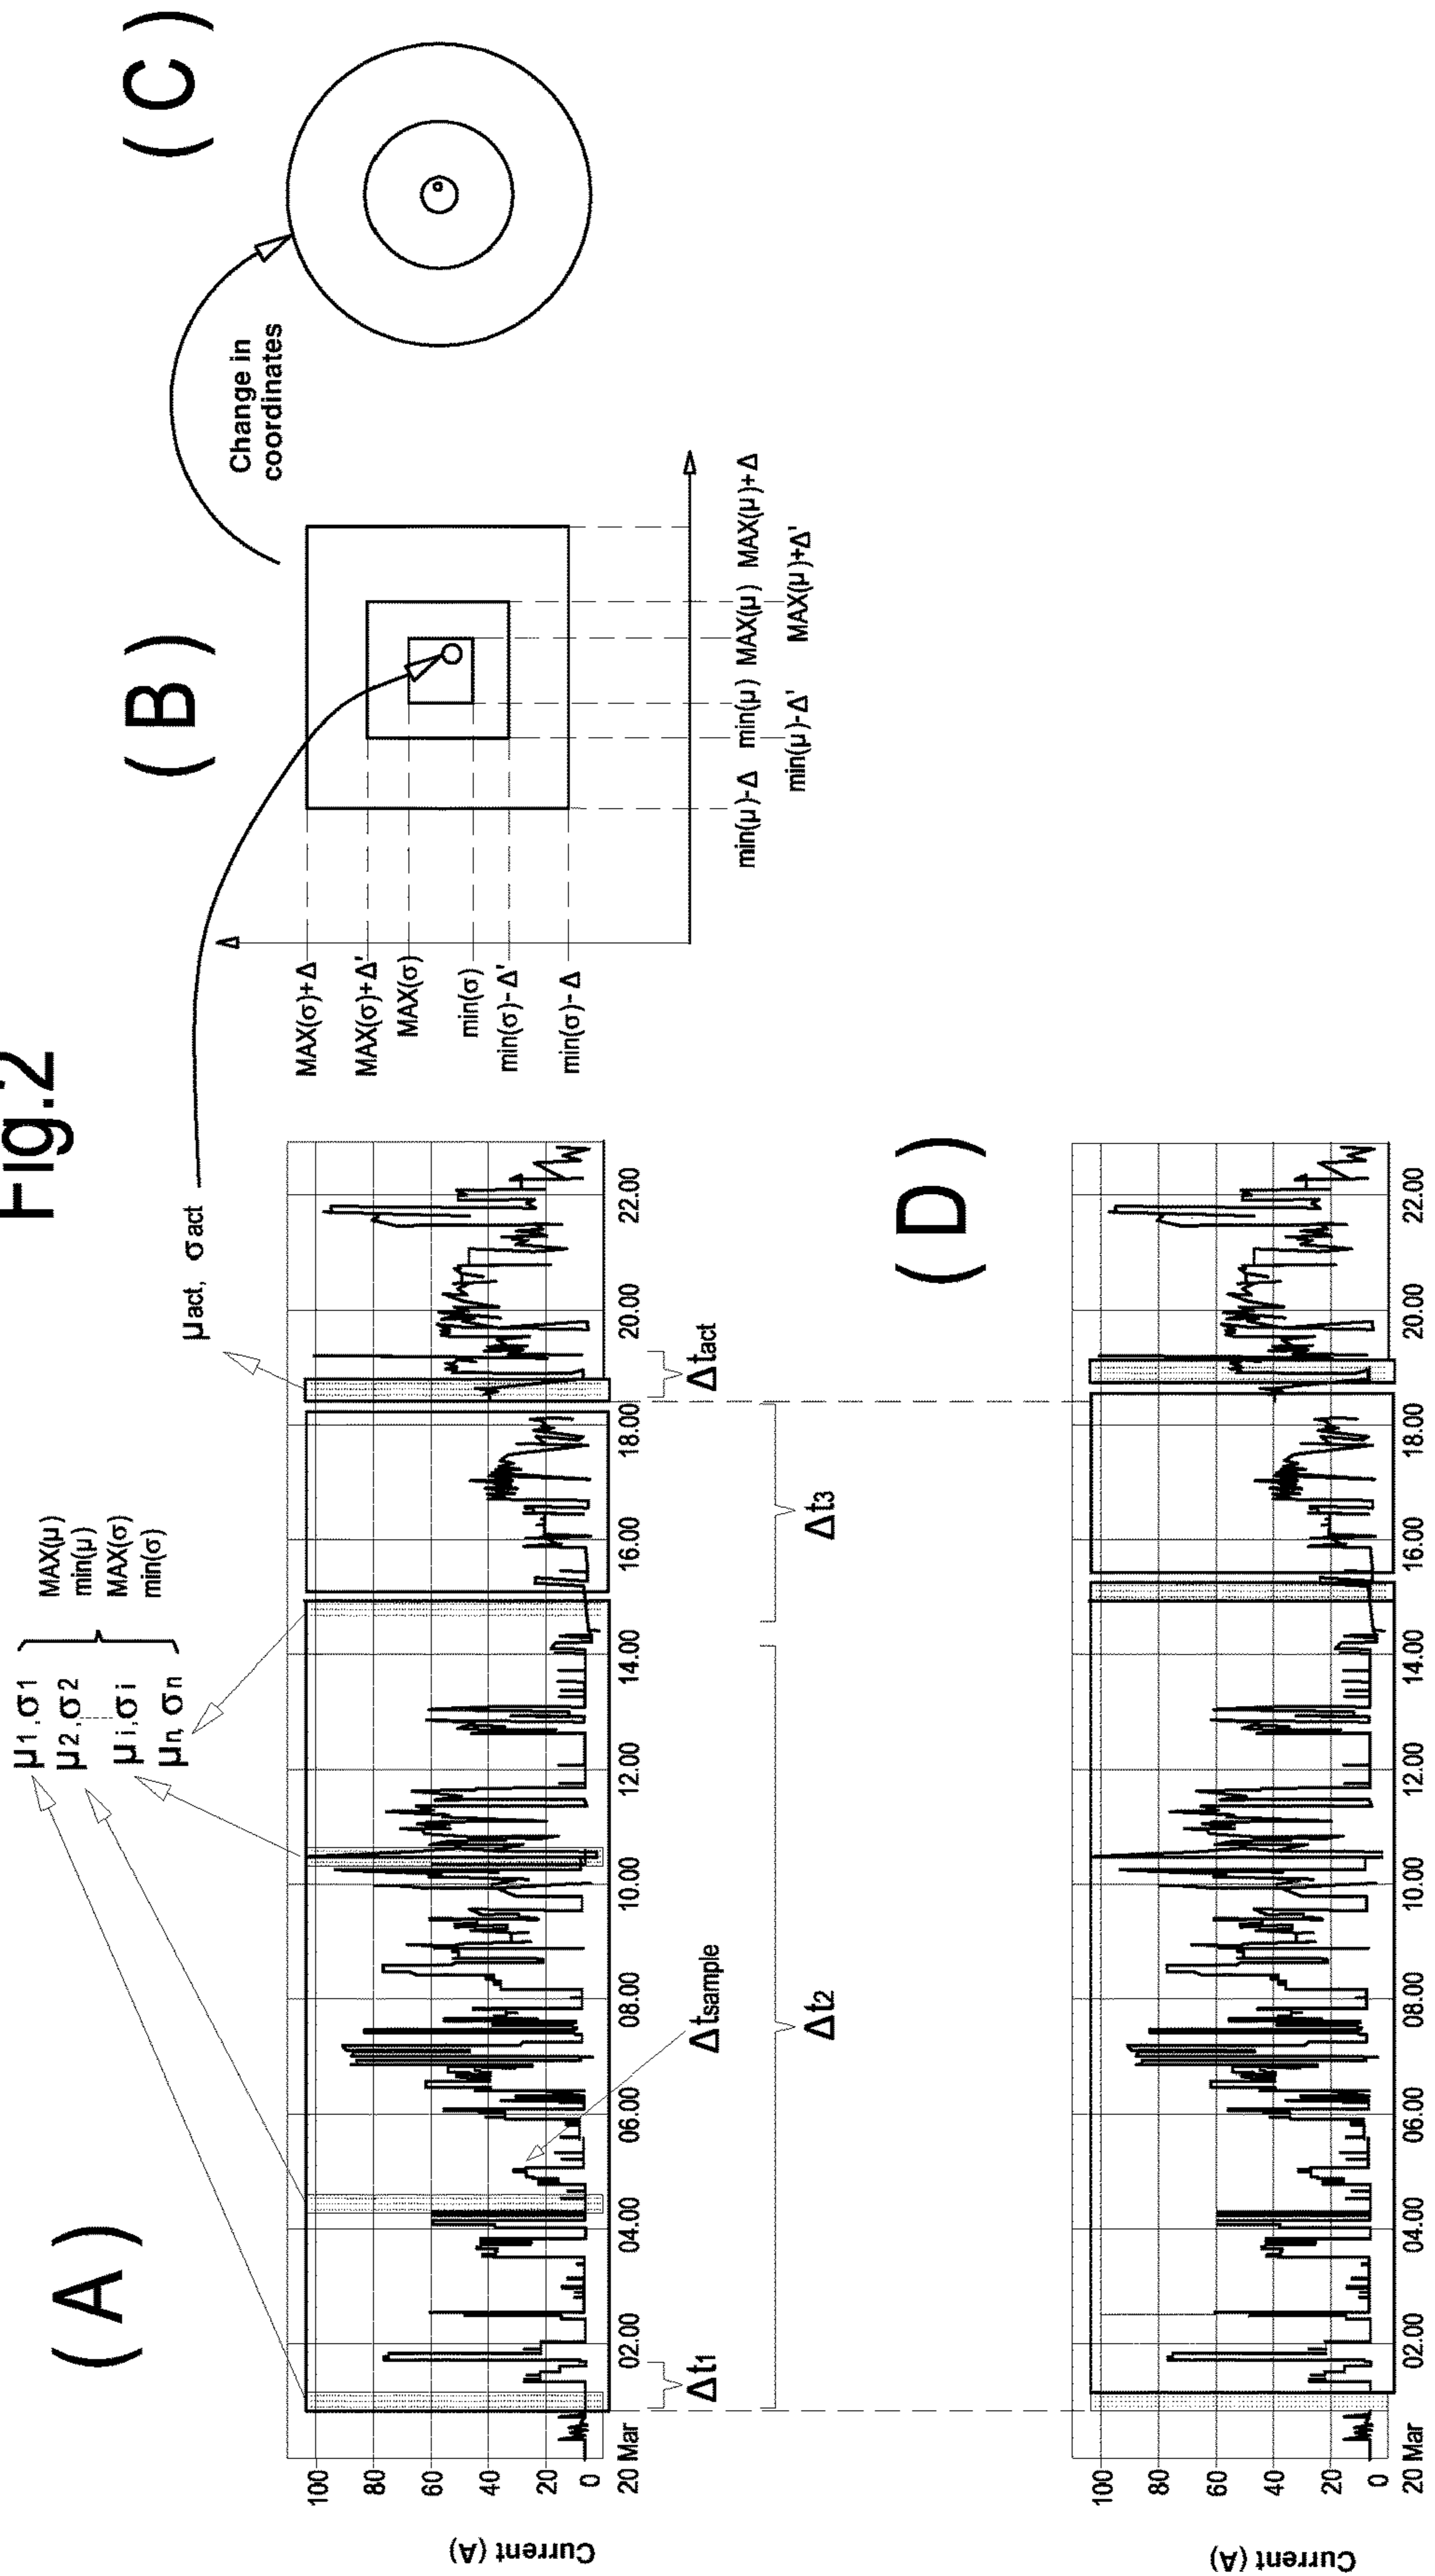 Fig.2
( A )
μ1,σ1
μ2,σ2
μi,σi
μn,σn
MAX(μ)
min(μ)
MAX(σ)
min(σ)
μact, σact
Current (A)
100
80
60
40
20
0
20 Mar
02.00
04.00
06.00
08.00
10.00
12.00
14.00
16.00
18.00
20.00
22.00
Δt1
Δtsample
Δtact
Δt2
Δt3
( B )
MAX(σ)+Δ
MAX(σ)+Δ'
MAX(σ)
min(σ)
min(σ)-Δ'
min(σ)-Δ
min(μ)-Δ
min(μ)
MAX(μ)
MAX(μ)+Δ
min(μ)-Δ'
MAX(μ)+Δ'
Change in
coordinates
( C )
( D )
Current (A)
100
80
60
40
20
0
20 Mar
02.00
04.00
06.00
08.00
10.00
12.00
14.00
16.00
18.00
20.00
22.00